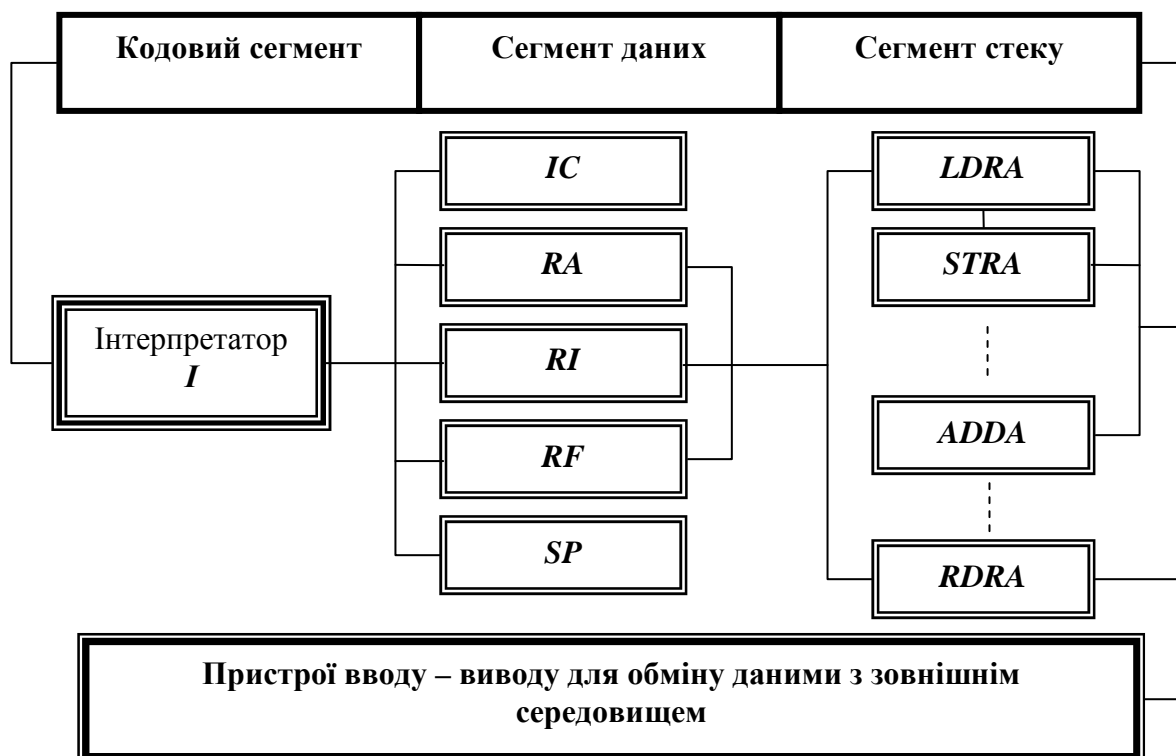 Кодовий сегмент
Сегмент даних
Сегмент стеку
IC
LDRA
RA
STRA
Інтерпретатор
I
RI
ADDA
RF
SP
RDRA
Пристрої вводу – виводу для обміну даними з зовнішнім
середовищем